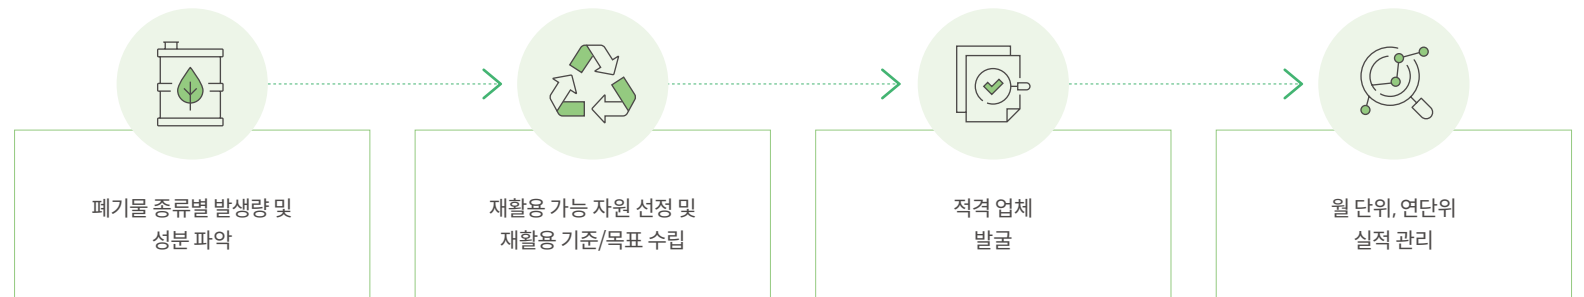 폐기물 종류별 발생량 및
성분 파악
재활용 가능 자원 선정 및
재활용 기준/목표 수립
적격 업체
발굴
월 단위, 연단위
실적 관리